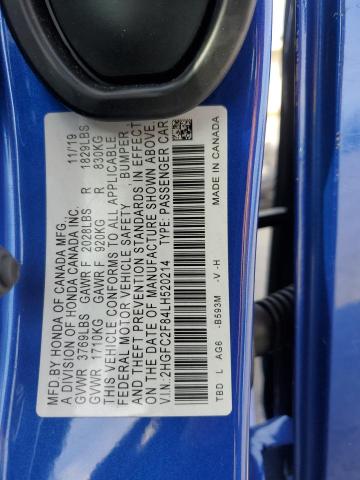 MFD.BY HONDA OF CANADA MFG. 11/19
A DIVISION OF HONDA CANADA INC.
GVWR 3769LBS GAWR F 2028LBS R 1829LBS
GVWR 1710KG GAWR F 920KG R 830KG
THIS VEHICLE CONFORMS TO ALL APPLICABLE
FEDERAL MOTOR VEHICLE SAFETY, BUMPER,
AND THEFT PREVENTION STANDARDS IN EFFECT
ON THE DATE OF MANUFACTURE SHOWN ABOVE.
V.I.N.:2HGFC2F84LH520214 TYPE: PASSENGER CAR
TBD L AG6 -B593M -V-H MADE IN CANADA